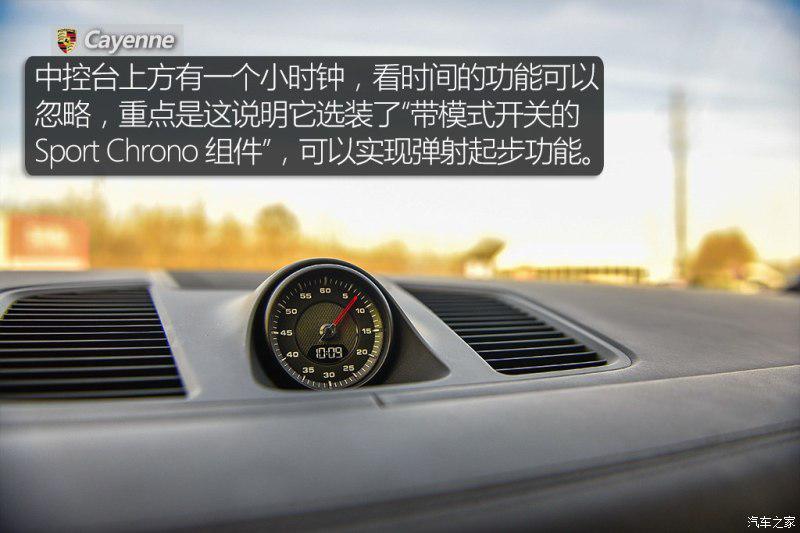 Cayenne
中控台上方有一个小时钟，看时间的功能可以
忽略，重点是这说明它选装了“带模式开关的
Sport Chrono 组件”，可以实现弹射起步功能。
60
55
5
50
10
45
15
40
20
35
25
30
10:09
汽车之家